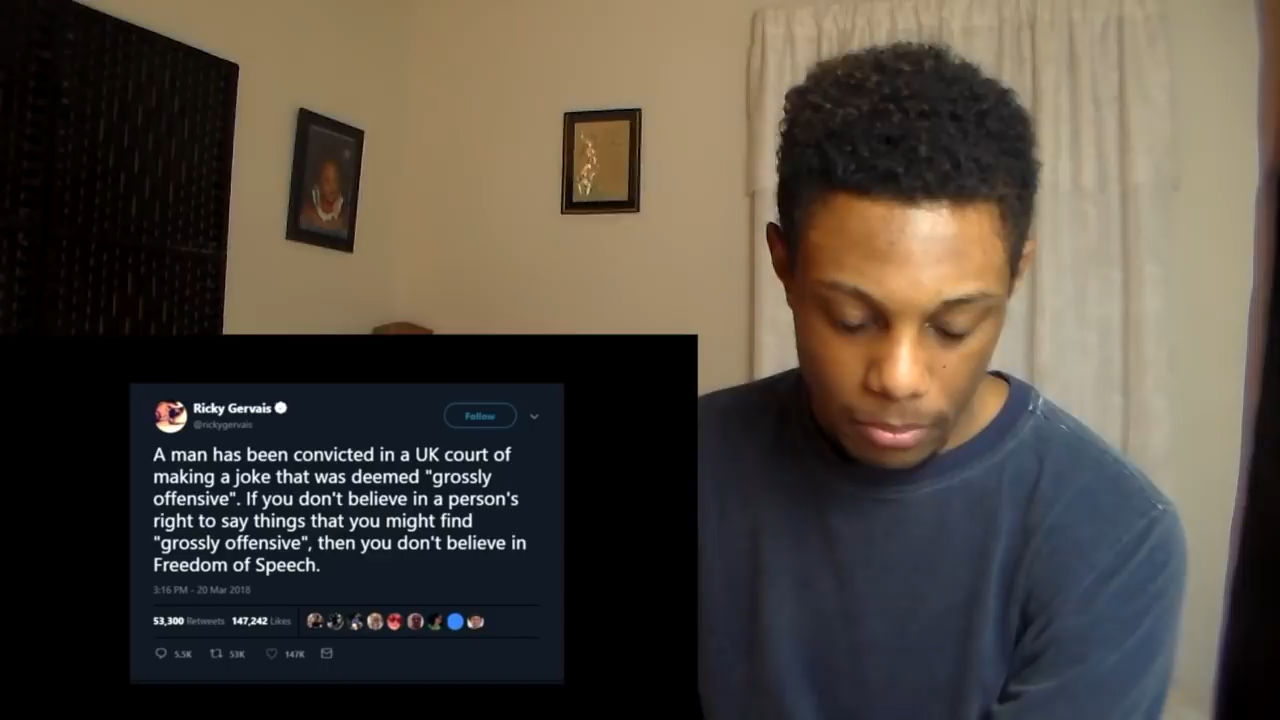 Ricky Gervais
@rickygervais
Follow
A man has been convicted in a UK court of
making a joke that was deemed "grossly
offensive". If you don't believe in a person's
right to say things that you might find
"grossly offensive", then you don't believe in
Freedom of Speech.
3:16 PM - 20 Mar 2018
53,300 Retweets 147,242 Likes
5.5K 53K 147K